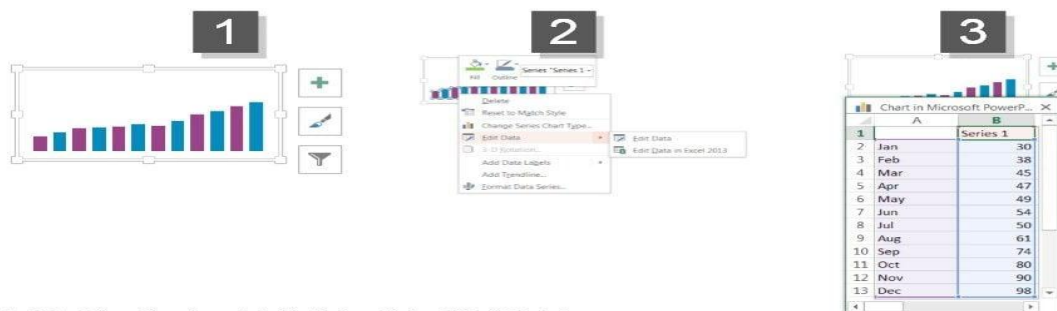 1
2
3
Fill Outline Series "Series 1
Delete
Reset to Match Style
Change Series Chart Type...
Edit Data
Edit Data
Edit Data in Excel 2013
3-D Rotation...
Add Data Labels
Add Trendline...
Format Data Series...
Chart in Microsoft PowerP...
A B
1 Series 1
2 Jan 30
3 Feb 38
4 Mar 45
5 Apr 47
6 May 49
7 Jun 54
8 Jul 50
9 Aug 61
10 Sep 74
11 Oct 80
12 Nov 90
13 Dec 98